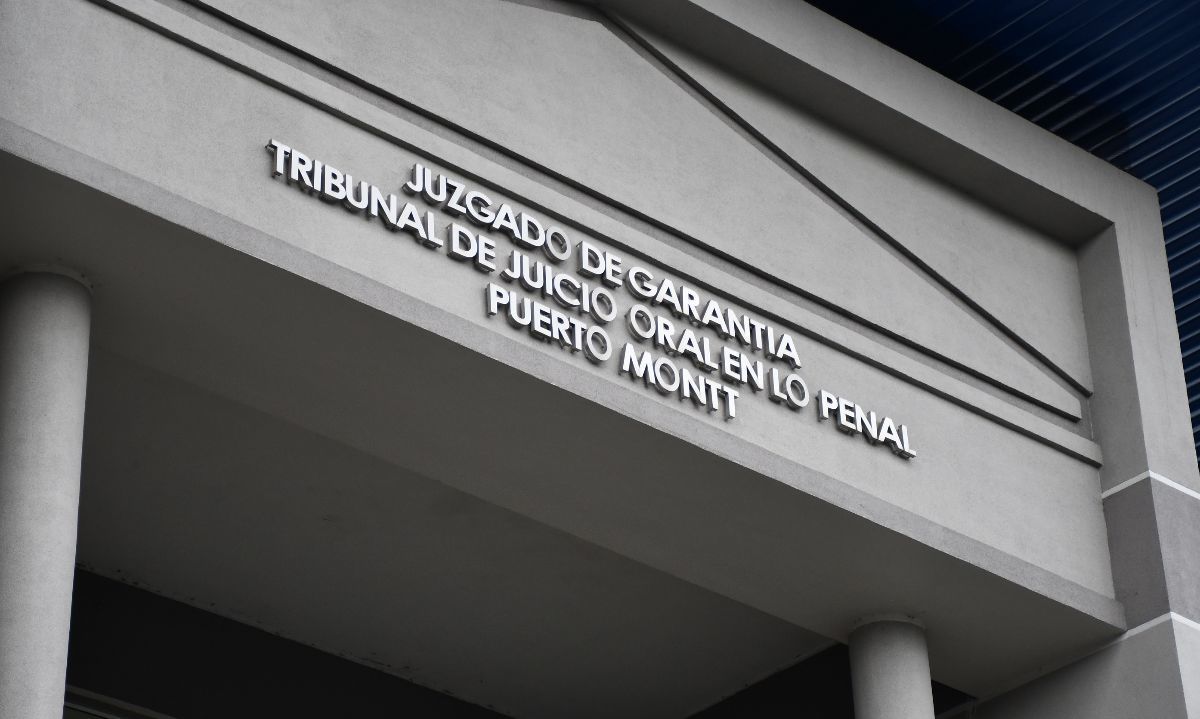 JUZGADO DE GARANTIA
TRIBUNAL DE JUICIO ORAL EN LO PENAL
PUERTO MONTT